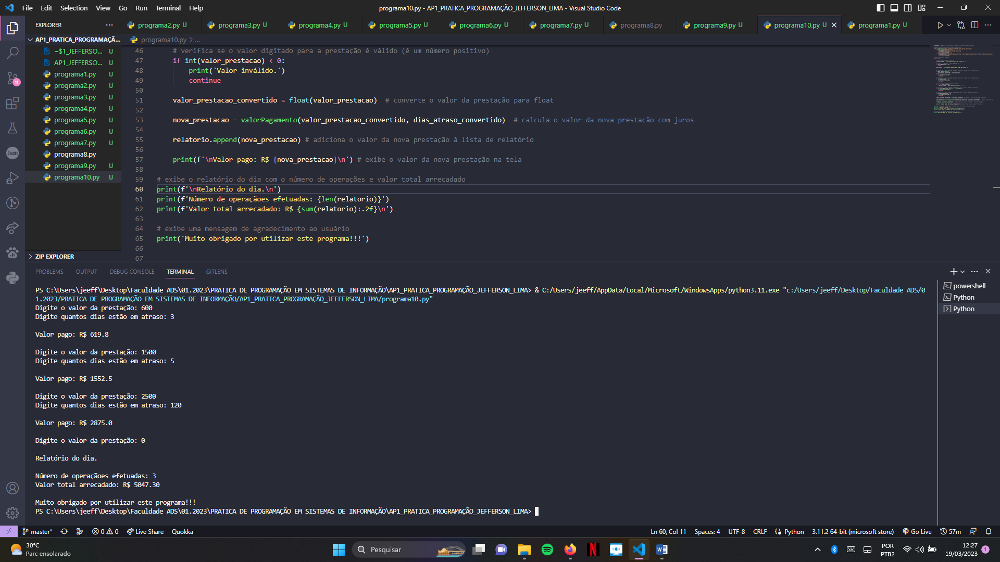 File Edit Selection View Go Run Terminal Help
programa10.py - AP1_PRATICA_PROGRAMAÇÃO_JEFFERSON_LIMA - Visual Studio Code
EXPLORER
programa2.py U programa3.py U programa4.py U programa5.py U programa6.py U programa7.py U programa8.py programa9.py U programa10.py U programa1.py U
AP1_PRATICA_PROGRAMAÇÃ...
programa10.py > ...
~$1_JEFFERSO... U
AP1_JEFFERSO... U
programa1.py U
programa2.py U
programa3.py U
programa4.py U
programa5.py U
programa6.py U
programa7.py U
programa8.py
programa9.py U
programa10.py U
ZIP EXPLORER
11
Json
46 # verifica se o valor digitado para a prestação é válido (é um número positivo)
47 if int(valor_prestacao) < 0:
48 print('Valor inválido.')
49 continue
50
51 valor_prestacao_convertido = float(valor_prestacao) # converte o valor da prestação para float
52
53 nova_prestacao = valorPagamento(valor_prestacao_convertido, dias_atraso_convertido) # calcula o valor da nova prestação com juros
54
55 relatorio.append(nova_prestacao) # adiciona o valor da nova prestação à lista de relatório
56
57 print(f'\nValor pago: R$ {nova_prestacao}\n') # exibe o valor da nova prestação na tela
58
59 # exibe o relatório do dia com o número de operações e valor total arrecadado
60 print(f'\nRelatório do dia.\n')
61 print(f'Número de operaçãoes efetuadas: {len(relatorio)}')
62 print(f'Valor total arrecadado: R$ {sum(relatorio):.2f}\n')
63
64 # exibe uma mensagem de agradecimento ao usuário
65 print('Muito obrigado por utilizar este programa!!!')
66
67
PROBLEMS OUTPUT DEBUG CONSOLE TERMINAL GITLENS
PS C:\Users\jeeff\Desktop\Faculdade ADS\01.2023\PRATICA DE PROGRAMAÇÃO EM SISTEMAS DE INFORMAÇÃO\AP1_PRATICA_PROGRAMAÇÃO_JEFFERSON_LIMA> & C:/Users/jeeff/AppData/Local/Microsoft/WindowsApps/python3.11.exe "c:/Users/jeeff/Desktop/Faculdade ADS/0
1.2023/PRATICA DE PROGRAMAÇÃO EM SISTEMAS DE INFORMAÇÃO/AP1_PRATICA_PROGRAMAÇÃO_JEFFERSON_LIMA/programa10.py"
Digite o valor da prestação: 600
Digite quantos dias estão em atraso: 3
Valor pago: R$ 619.8
Digite o valor da prestação: 1500
Digite quantos dias estão em atraso: 5
Valor pago: R$ 1552.5
Digite o valor da prestação: 2500
Digite quantos dias estão em atraso: 120
Valor pago: R$ 2875.0
Digite o valor da prestação: 0
Relatório do dia.
Número de operaçãoes efetuadas: 3
Valor total arrecadado: R$ 5047.30
Muito obrigado por utilizar este programa!!!
PS C:\Users\jeeff\Desktop\Faculdade ADS\01.2023\PRATICA DE PROGRAMAÇÃO EM SISTEMAS DE INFORMAÇÃO\AP1_PRATICA_PROGRAMAÇÃO_JEFFERSON_LIMA>
powershell
Python
Python
master* 0 0 Live Share Quokka
Ln 60, Col 11 Spaces: 4 UTF-8 CRLF Python 3.11.2 64-bit (microsoft store) Go Live 57m
30°C
Parc ensolarado
Pesquisar
POR
PTB2
12:27
19/03/2023
1